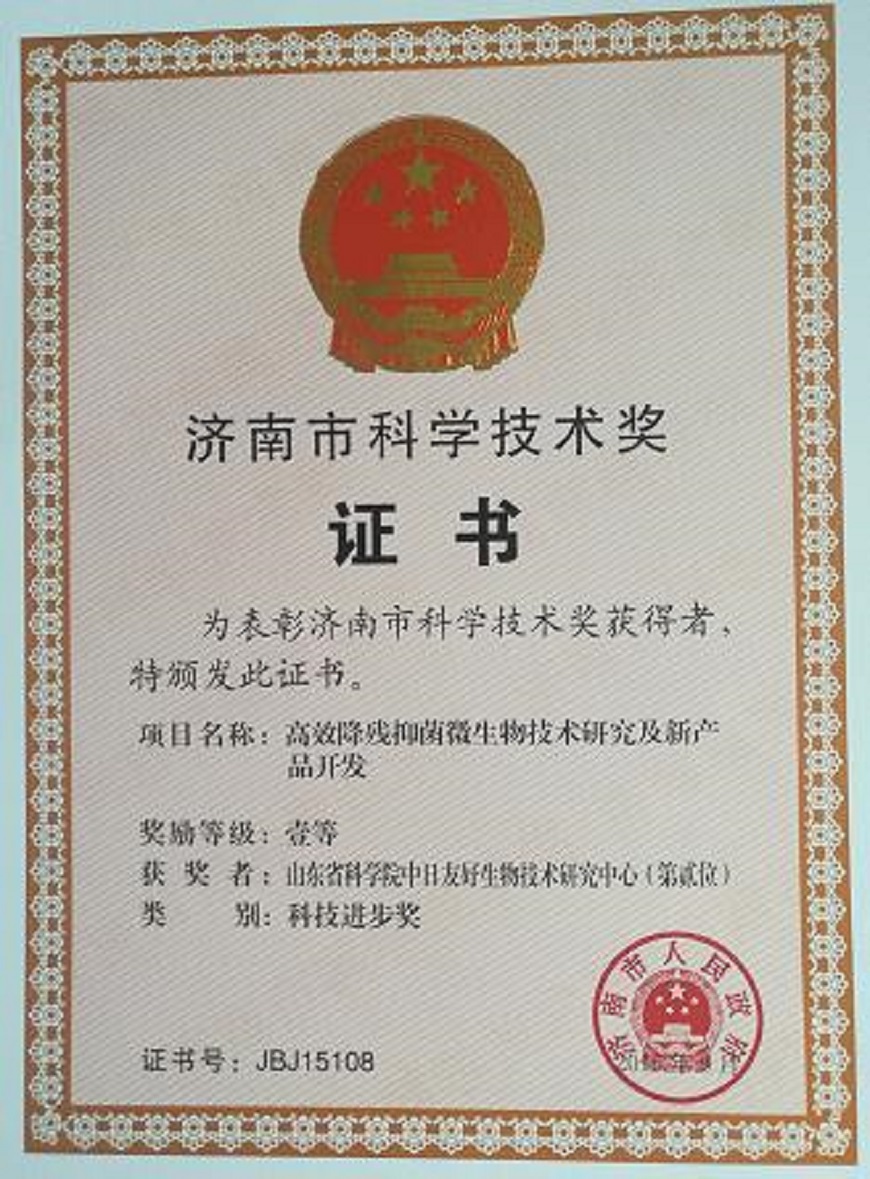 济南市科学技术奖
证书
为表彰济南市科学技术奖获得者，
特颁发此证书。
项目名称：高效降残抑菌微生物技术研究及新产
品开发
奖励等级：壹等
获奖者：山东省科学院中日友好生物技术研究中心（第贰位）
类别：科技进步奖
济南市人民政府
证书号：JBJ15108